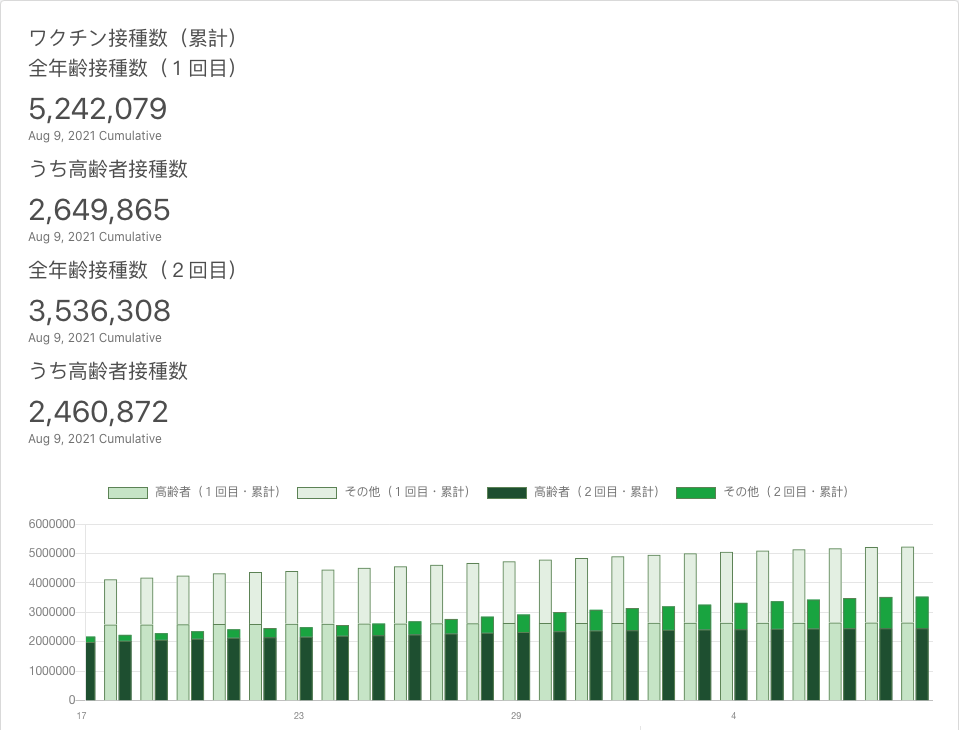 ワクチン接種数（累計）
全年齢接種数（１回目）
5,242,079
Aug 9, 2021 Cumulative
うち高齢者接種数
2,649,865
Aug 9, 2021 Cumulative
全年齢接種数（２回目）
3,536,308
Aug 9, 2021 Cumulative
うち高齢者接種数
2,460,872
Aug 9, 2021 Cumulative
高齢者（１回目・累計） その他（１回目・累計） 高齢者（２回目・累計） その他（２回目・累計）
6000000
5000000
4000000
3000000
2000000
1000000
0
17 23 29 4